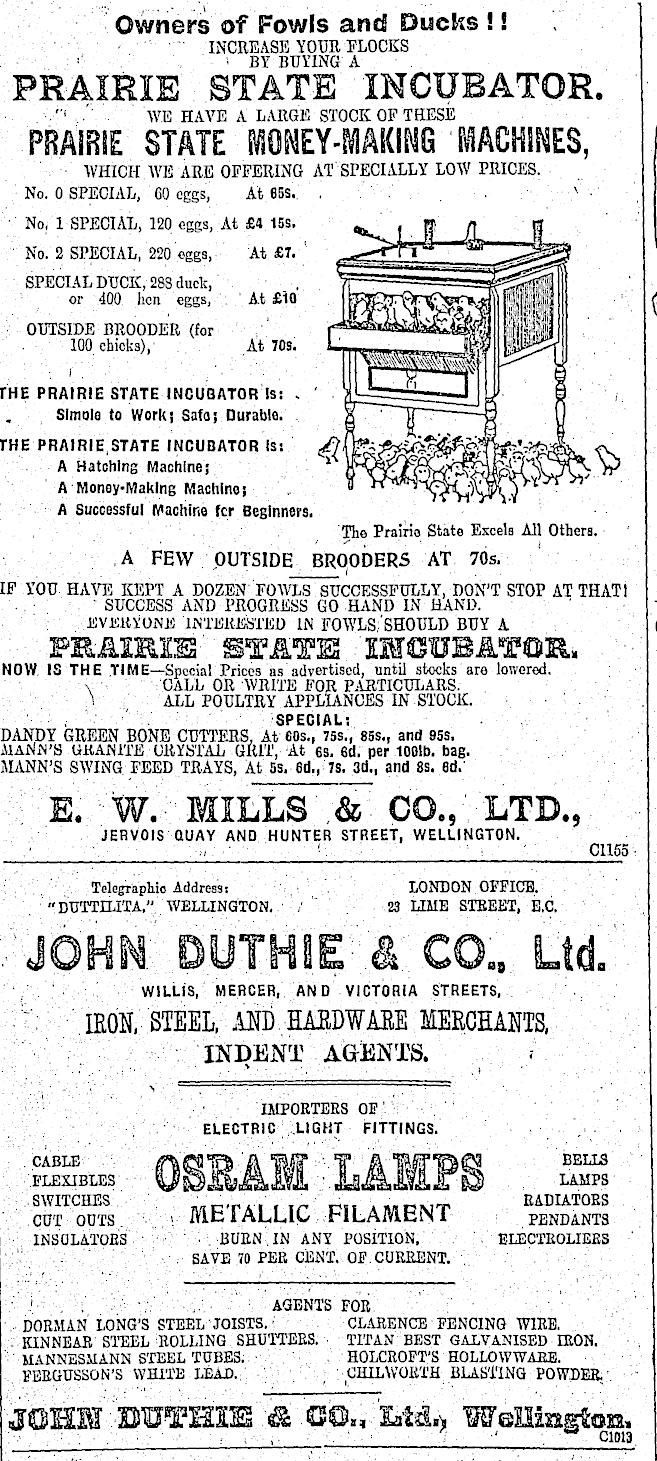 Owners of Fowls and Ducks!!
INCREASE YOUR FLOCKS
BY BUYING A
PRAIRIE STATE INCUBATOR.
WE HAVE A LARGE STOCK OF THESE
PRAIRIE STATE MONEY-MAKING MACHINES,
WHICH WE ARE OFFERING AT SPECIALLY LOW PRICES.
No. 0 SPECIAL, 60 eggs, At 65s.
No. 1 SPECIAL, 120 eggs, At £4 15s.
No. 2 SPECIAL, 220 eggs, At £7.
SPECIAL DUCK, 288 duck,
or 400 hen eggs, At £10
OUTSIDE BROODER (for
100 chicks), At 70s.
THE PRAIRIE STATE INCUBATOR is:
Simple to Work; Safe; Durable.
THE PRAIRIE STATE INCUBATOR is:
A Hatching Machine;
A Money-Making Machine;
A Successful Machine for Beginners.
The Prairie State Excels All Others.
A FEW OUTSIDE BROODERS AT 70s.
IF YOU HAVE KEPT A DOZEN FOWLS SUCCESSFULLY, DON'T STOP AT THAT!
SUCCESS AND PROGRESS GO HAND IN HAND.
EVERYONE INTERESTED IN FOWLS SHOULD BUY A
PRAIRIE STATE INCUBATOR.
NOW IS THE TIME—Special Prices as advertised, until stocks are lowered.
CALL OR WRITE FOR PARTICULARS.
ALL POULTRY APPLIANCES IN STOCK.
SPECIAL:
DANDY GREEN BONE CUTTERS, At 60s., 75s., 85s., and 95s.
MANN'S GRANITE CRYSTAL GRIT, At 6s. 6d. per 100lb. bag.
MANN'S SWING FEED TRAYS, At 5s. 6d., 7s. 3d., and 8s. 6d.
E. W. MILLS & CO., LTD.,
JERVOIS QUAY AND HUNTER STREET, WELLINGTON.
C1155
Telegraphic Address: LONDON OFFICE.
"DUTTILITA," WELLINGTON. 23 LIME STREET, E.C.
JOHN DUTHIE & CO., Ltd.
WILLIS, MERCER, AND VICTORIA STREETS,
IRON, STEEL, AND HARDWARE MERCHANTS,
INDENT AGENTS.
IMPORTERS OF
ELECTRIC LIGHT FITTINGS.
CABLE
FLEXIBLES
SWITCHES
CUT OUTS
INSULATORS
OSRAM LAMPS
METALLIC FILAMENT
BURN IN ANY POSITION,
SAVE 70 PER CENT. OF CURRENT.
BELLS
LAMPS
RADIATORS
PENDANTS
ELECTROLIERS
AGENTS FOR
DORMAN LONG'S STEEL JOISTS.
KINNEAR STEEL ROLLING SHUTTERS.
MANNESMANN STEEL TUBES.
FERGUSSON'S WHITE LEAD.
CLARENCE FENCING WIRE.
TITAN BEST GALVANISED IRON.
HOLCROFT'S HOLLOWWARE.
CHILWORTH BLASTING POWDER.
JOHN DUTHIE & CO., Ltd., Wellington.
C1013